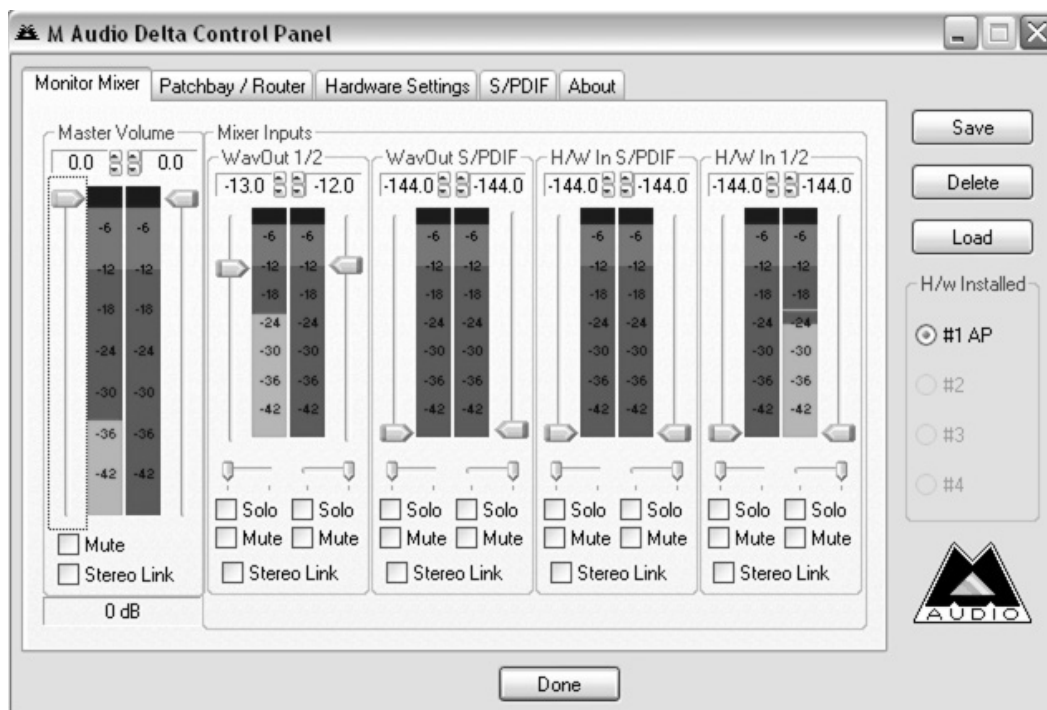 M Audio Delta Control Panel
Monitor Mixer Patchbay / Router Hardware Settings S/PDIF About
Master Volume
0.0 0.0
-6 -6
-12 -12
-18 -18
-24 -24
-30 -30
-36 -36
-42 -42
Mute
Stereo Link
0 dB
Mixer Inputs
WavOut 1/2
-13.0 -12.0
-6 -6
-12 -12
-18 -18
-24 -24
-30 -30
-36 -36
-42 -42
Solo Solo
Mute Mute
Stereo Link
WavOut S/PDIF
-144.0 -144.0
-6 -6
-12 -12
-18 -18
-24 -24
-30 -30
-36 -36
-42 -42
Solo Solo
Mute Mute
Stereo Link
H/W In S/PDIF
-144.0 -144.0
-6 -6
-12 -12
-18 -18
-24 -24
-30 -30
-36 -36
-42 -42
Solo Solo
Mute Mute
Stereo Link
H/W In 1/2
-144.0 -144.0
-6 -6
-12 -12
-18 -18
-24 -24
-30 -30
-36 -36
-42 -42
Solo Solo
Mute Mute
Stereo Link
Save
Delete
Load
H/w Installed
#1 AP
#2
#3
#4
M
AUDIO
Done